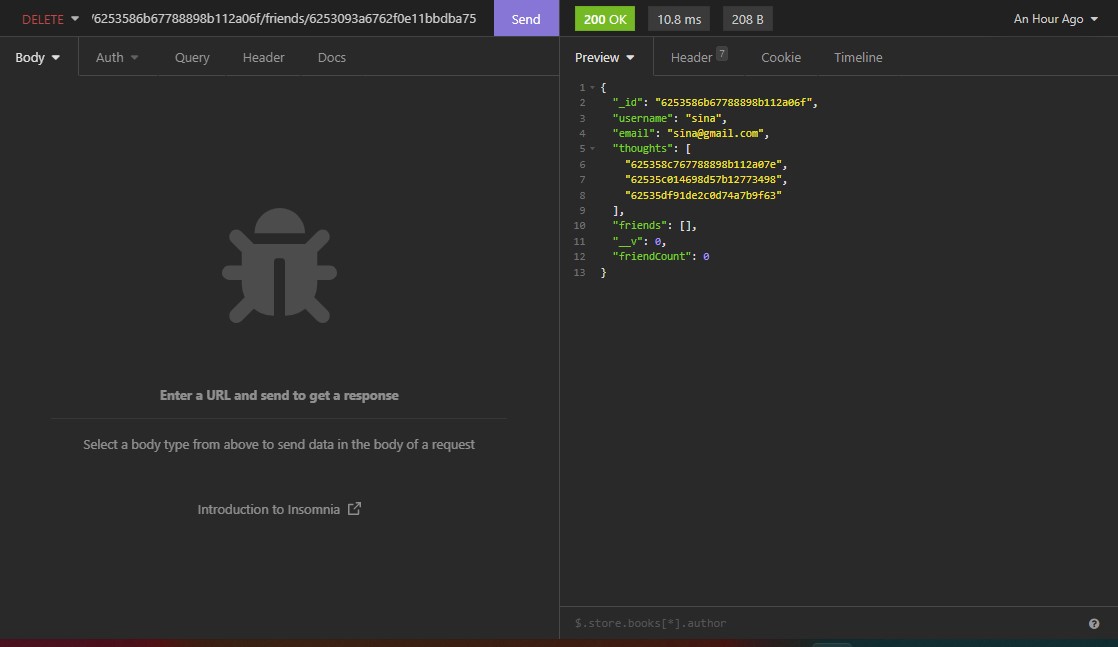 DELETE /6253586b67788898b112a06f/friends/6253093a6762f0e11bbdba75 Send 200 OK 10.8 ms 208 B An Hour Ago
Body Auth Query Header Docs Preview Header 7 Cookie Timeline
1 {
2 "_id": "6253586b67788898b112a06f",
3 "username": "sina",
4 "email": "sina@gmail.com",
5 "thoughts": [
6 "625358c767788898b112a07e",
7 "62535c014698d57b12773498",
8 "62535df91de2c0d74a7b9f63"
9 ],
10 "friends": [],
11 "__v": 0,
12 "friendCount": 0
13 }
Enter a URL and send to get a response
Select a body type from above to send data in the body of a request
Introduction to Insomnia
$.store.books[*].author ?